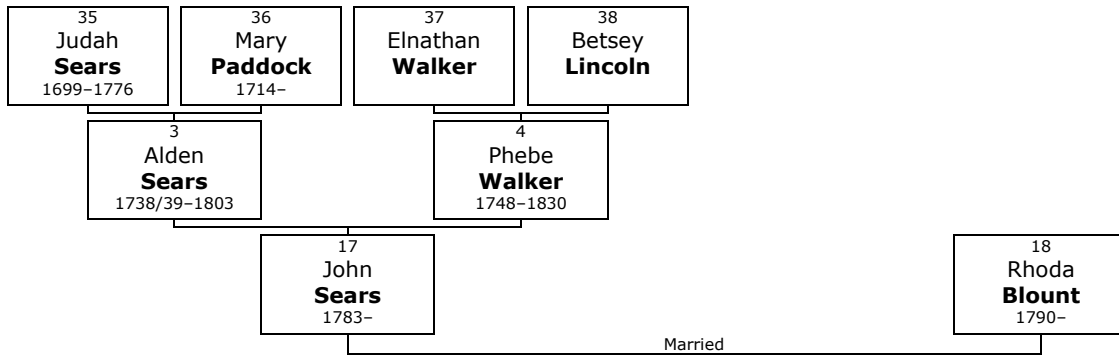 35
Judah
Sears
1699–1776
36
Mary
Paddock
1714–
37
Elnathan
Walker
38
Betsey
Lincoln
3
Alden
Sears
1738/39–1803
4
Phebe
Walker
1748–1830
17
John
Sears
1783–
18
Rhoda
Blount
1790–
Married